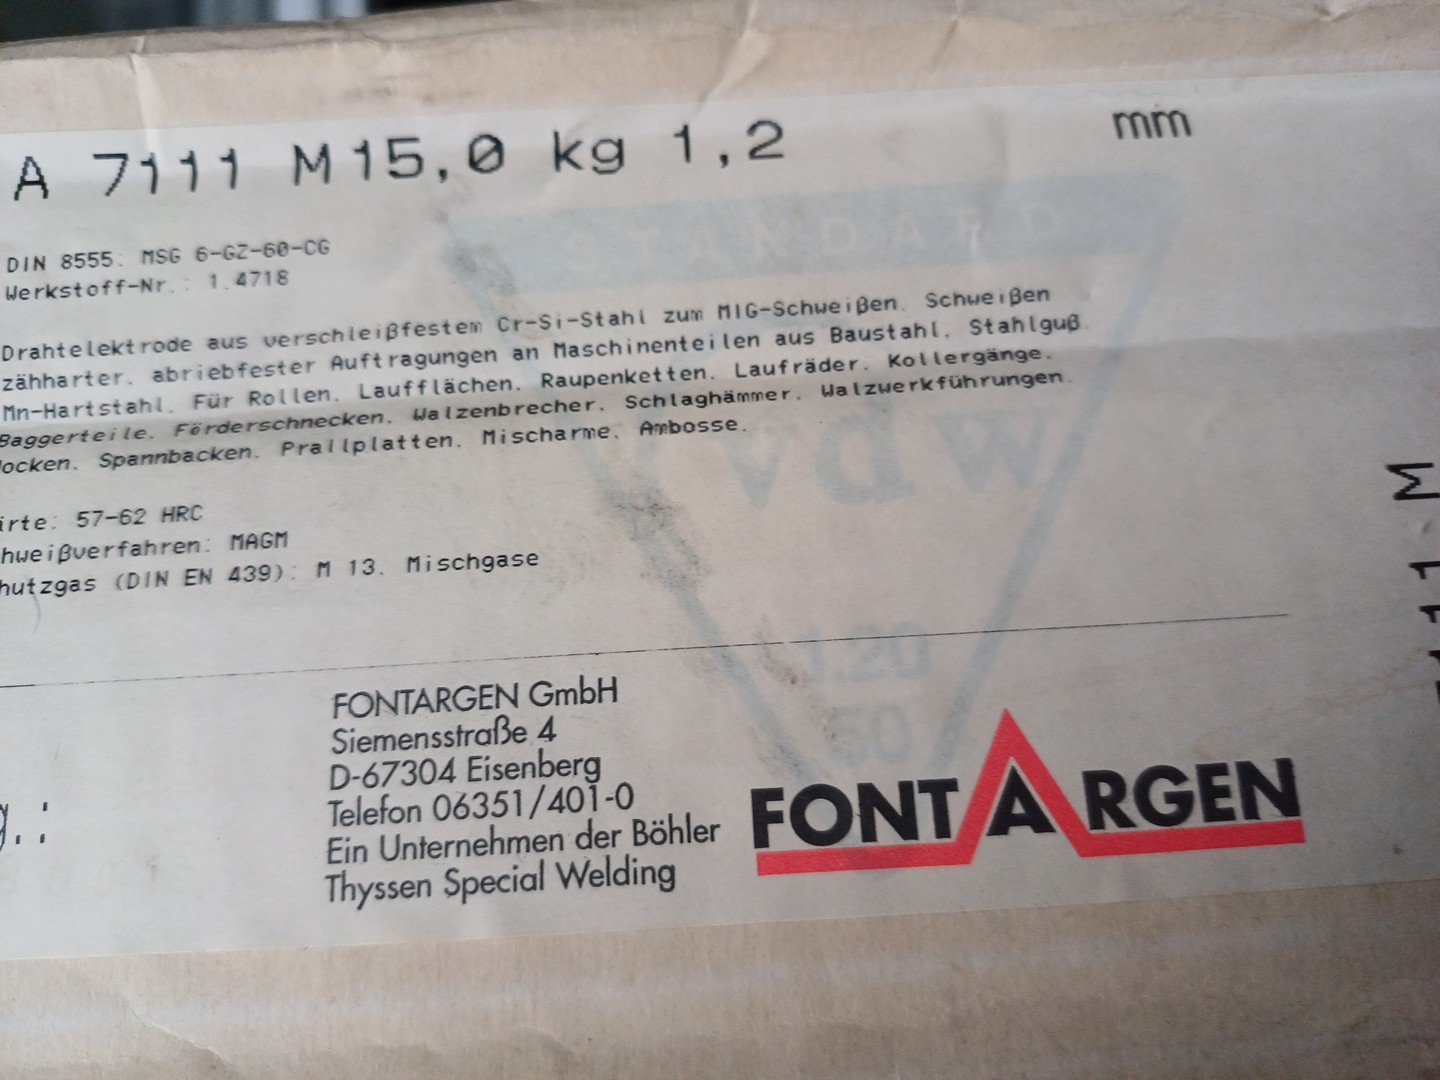 A 7111 M 15,0 kg 1,2 mm
DIN 8555: MSG 6-GZ-60-CG
Werkstoff-Nr.: 1.4718
Drahtelektrode aus verschleißfestem Cr-Si-Stahl zum MIG-Schweißen. Schweißen
zähharter, abriebfester Auftragungen an Maschinenteilen aus Baustahl, Stahlguß
Mn-Hartstahl. Für Rollen, Laufflächen, Raupenketten, Laufräder, Kollergänge,
Baggerteile, Förderschnecken, Walzenbrecher, Schlaghämmer, Walzwerkführungen,
locken, Spannbacken, Prallplatten, Mischarme, Ambosse.
ärte: 57-62 HRC
hweißverfahren: MAGM
hutzgas (DIN EN 439): M 13, Mischgase
FONTARGEN GmbH
Siemensstraße 4
D-67304 Eisenberg
Telefon 06351/401-0
Ein Unternehmen der Böhler
Thyssen Special Welding
g.:
FONTARGEN